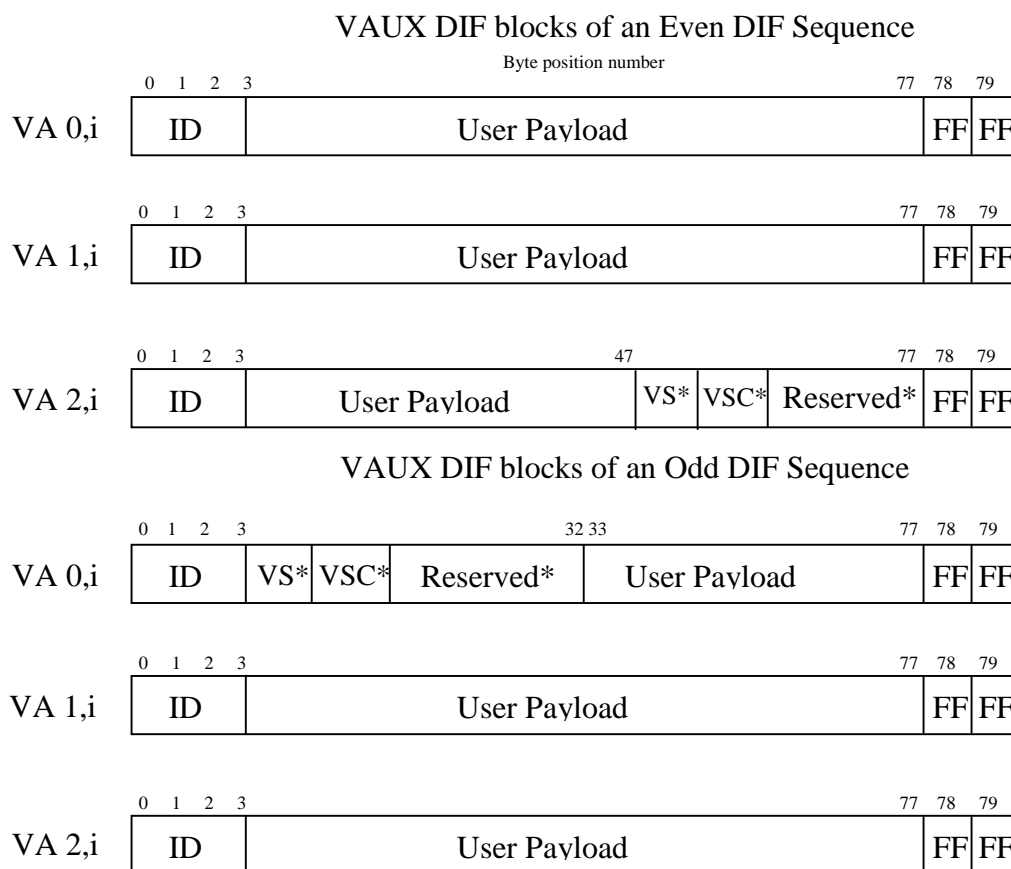 VAUX DIF blocks of an Even DIF Sequence
Byte position number
0 1 2 3 77 78 79
VA 0,i ID User Payload FF FF
0 1 2 3 77 78 79
VA 1,i ID User Payload FF FF
0 1 2 3 47 77 78 79
VA 2,i ID User Payload VS* VSC* Reserved* FF FF
VAUX DIF blocks of an Odd DIF Sequence
0 1 2 3 32 33 77 78 79
VA 0,i ID VS* VSC* Reserved* User Payload FF FF
0 1 2 3 77 78 79
VA 1,i ID User Payload FF FF
0 1 2 3 77 78 79
VA 2,i ID User Payload FF FF